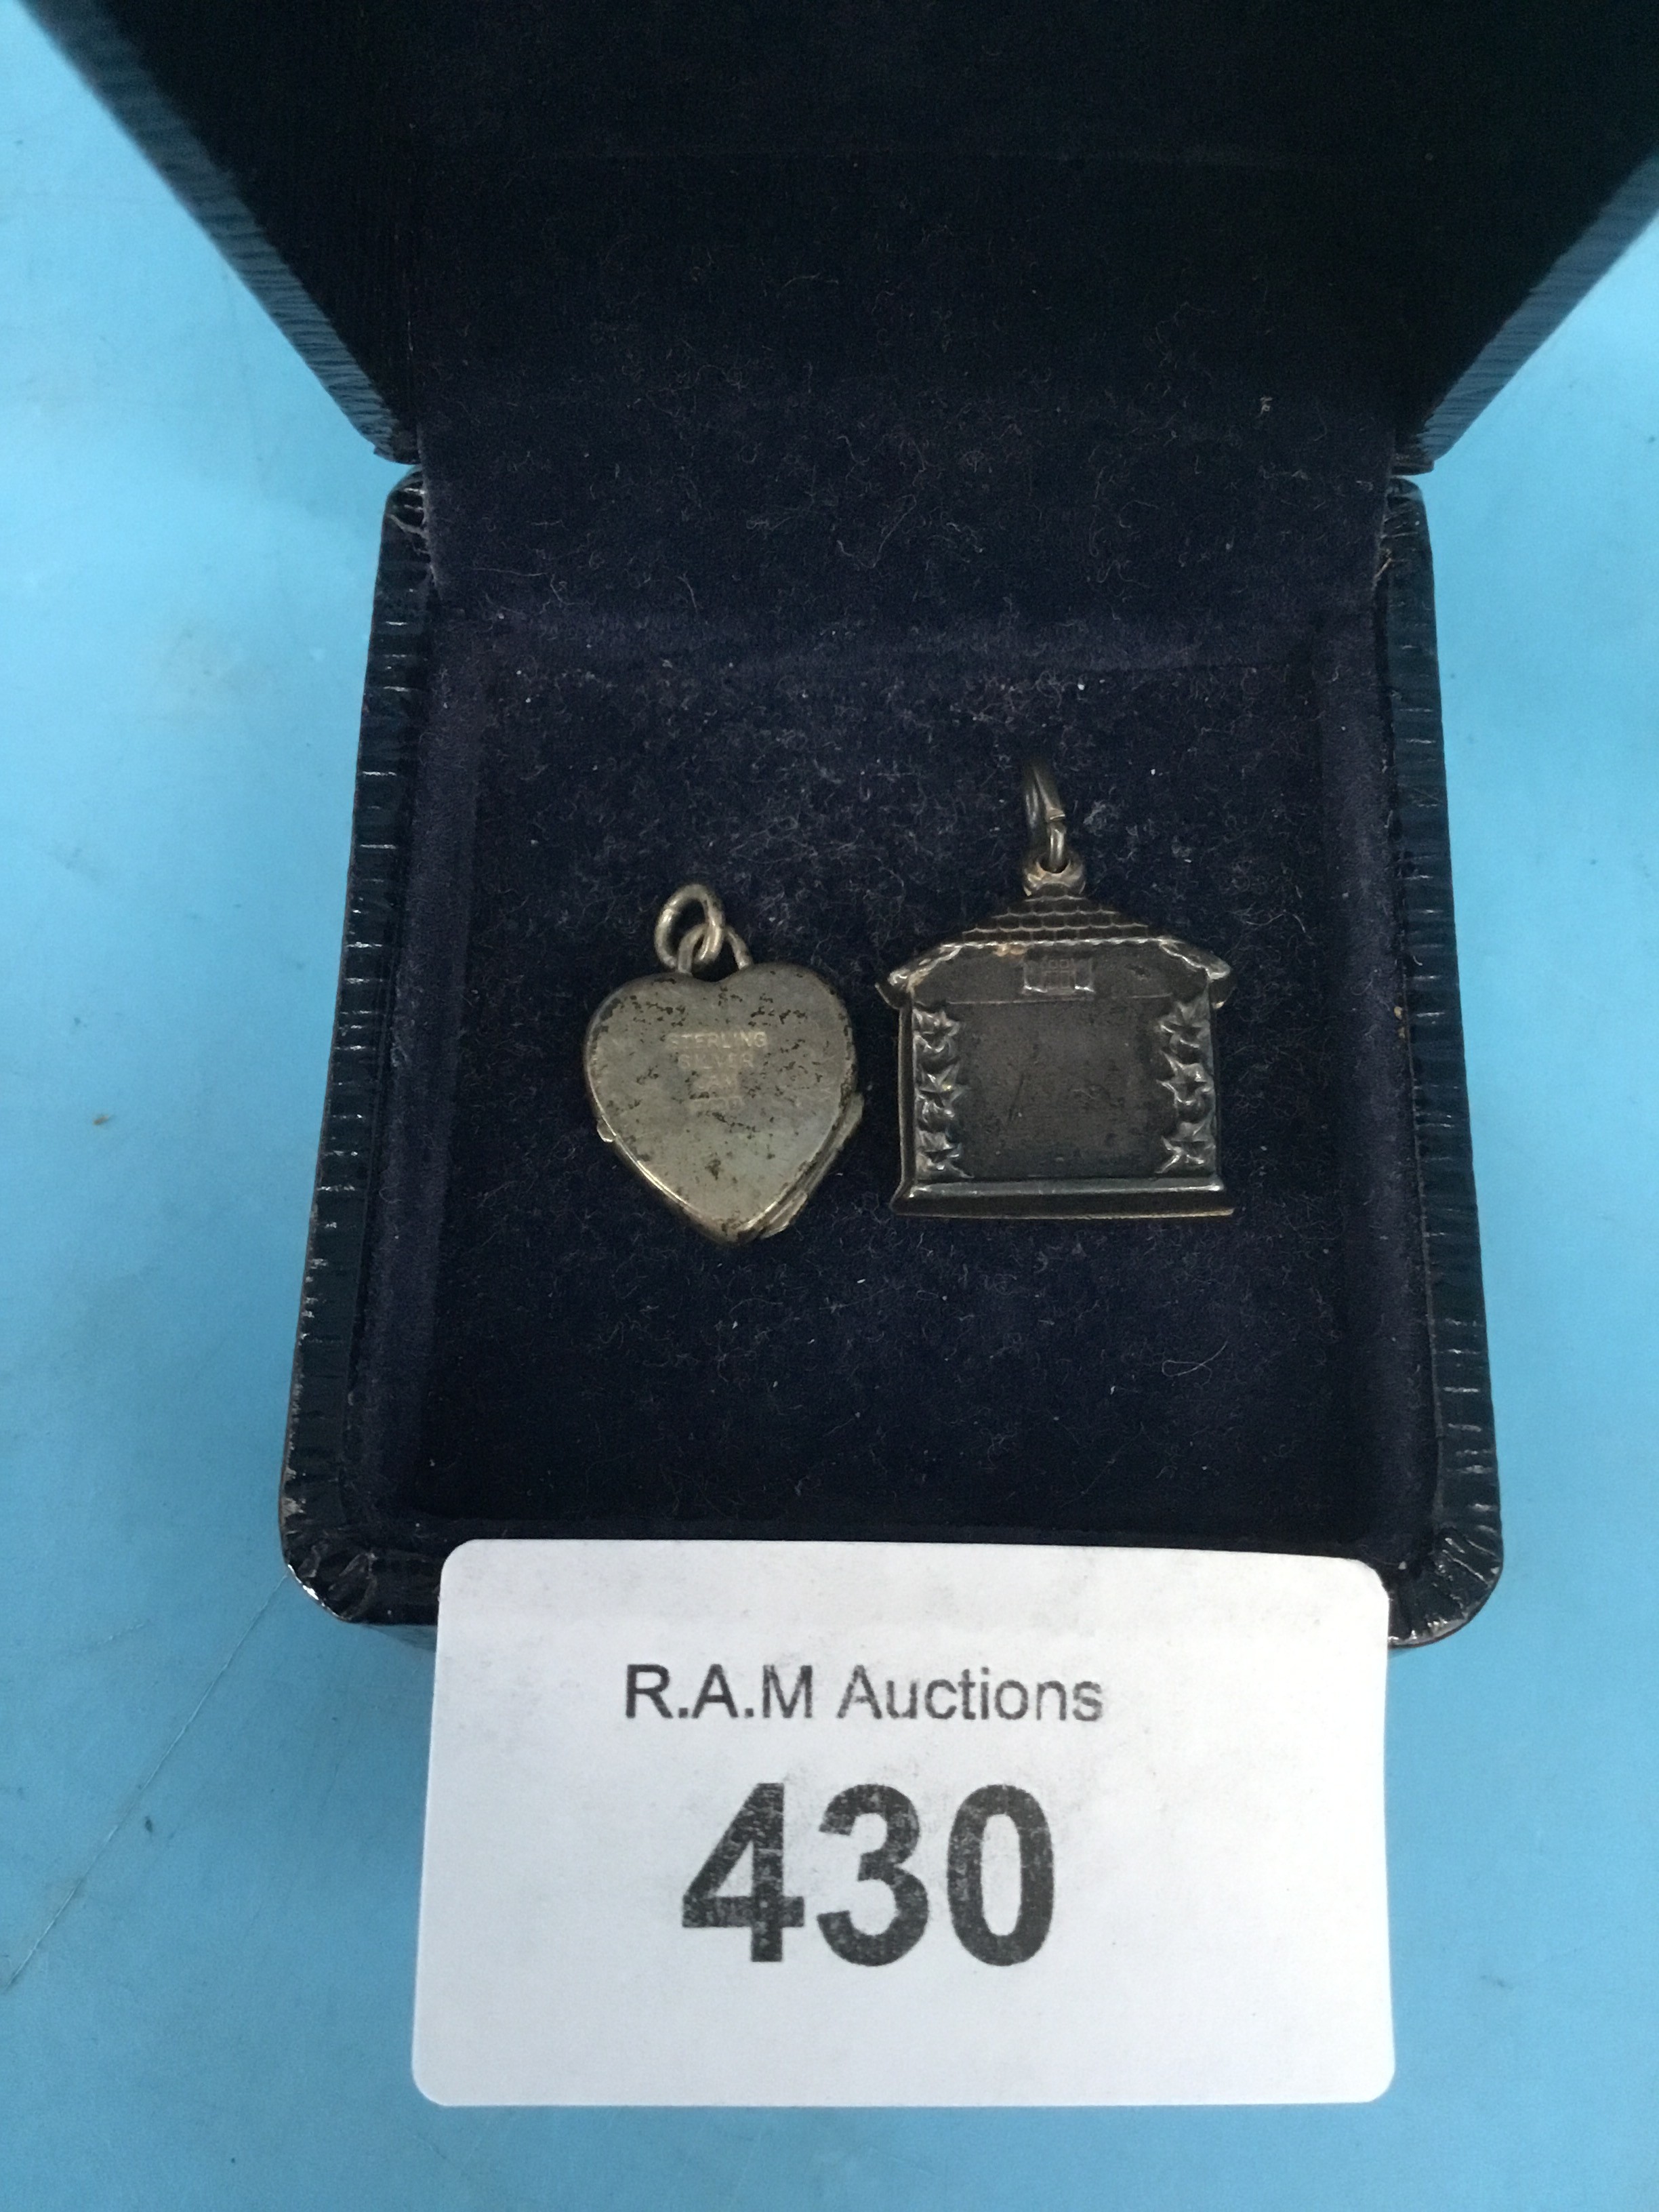 STERLING
SILVER
R.A.M Auctions
430